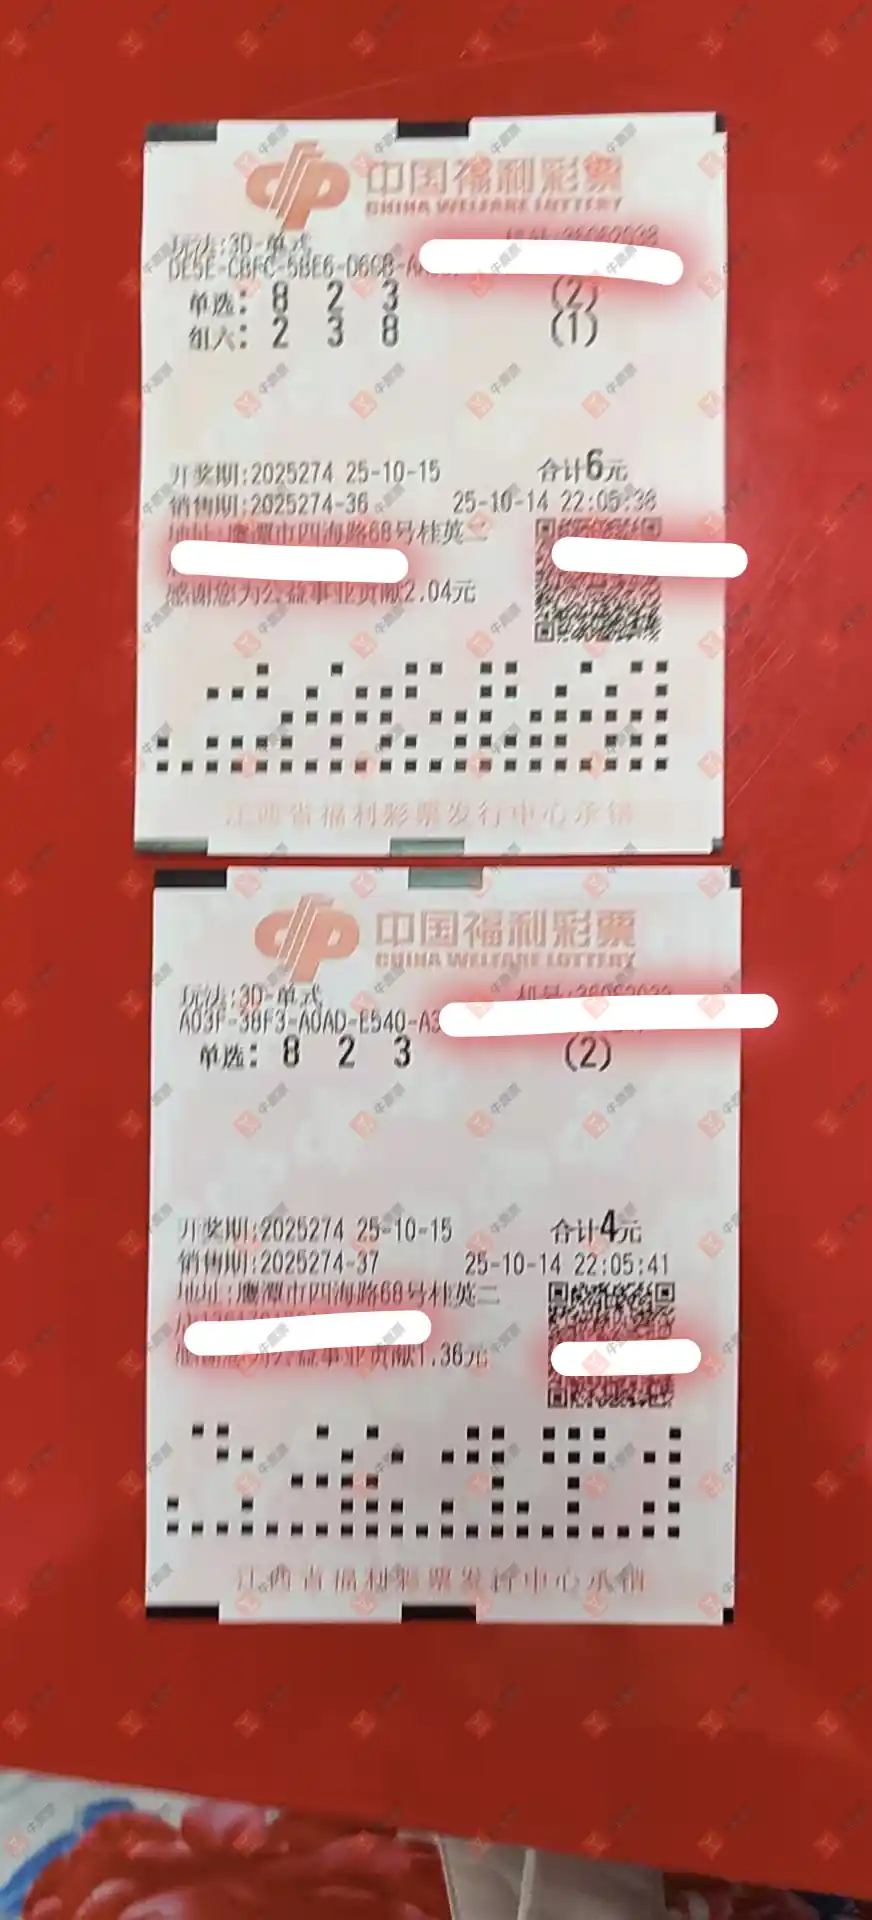 中国福利彩票
CHINA WELFARE LOTTERY
玩法:3D-单式
DE5E-CBFC-5BE6-D6CB-
单选: 8 2 3 (2)
组六: 2 3 8 (1)
开奖期:2025274 25-10-15 合计6元
销售期:2025274-36 25-10-14 22:05:38
地址:鹰潭市四海路68号桂英二
感谢您为公益事业贡献2.04元
江西省福利彩票发行中心承销
中国福利彩票
CHINA WELFARE LOTTERY
玩法:3D-单式
A03F-38F3-A0AD-E540-A3
单选: 8 2 3 (2)
开奖期:2025274 25-10-15 合计4元
销售期:2025274-37 25-10-14 22:05:41
地址:鹰潭市四海路68号桂英二
感谢您为公益事业贡献1.36元
江西省福利彩票发行中心承销